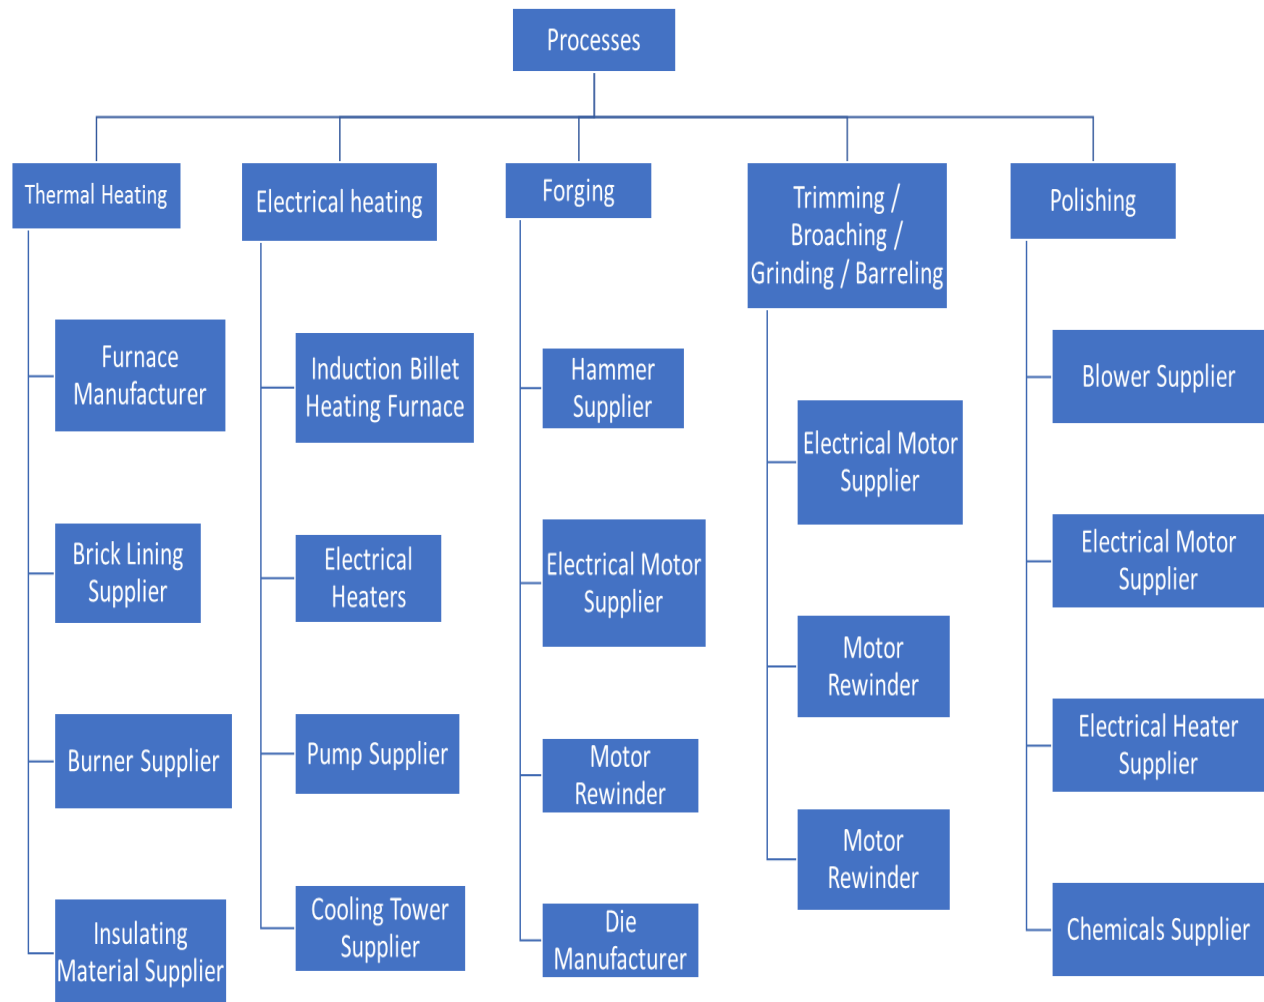 Processes
Thermal Heating
Furnace
Manufacturer
Brick Lining
Supplier
Burner Supplier
Insulating
Material Supplier
Electrical heating
Induction Billet
Heating Furnace
Electrical
Heaters
Pump Supplier
Cooling Tower
Supplier
Forging
Hammer
Supplier
Electrical Motor
Supplier
Motor
Rewinder
Die
Manufacturer
Trimming /
Broaching /
Grinding / Barreling
Electrical Motor
Supplier
Motor
Rewinder
Motor
Rewinder
Polishing
Blower Supplier
Electrical Motor
Supplier
Electrical Heater
Supplier
Chemicals Supplier